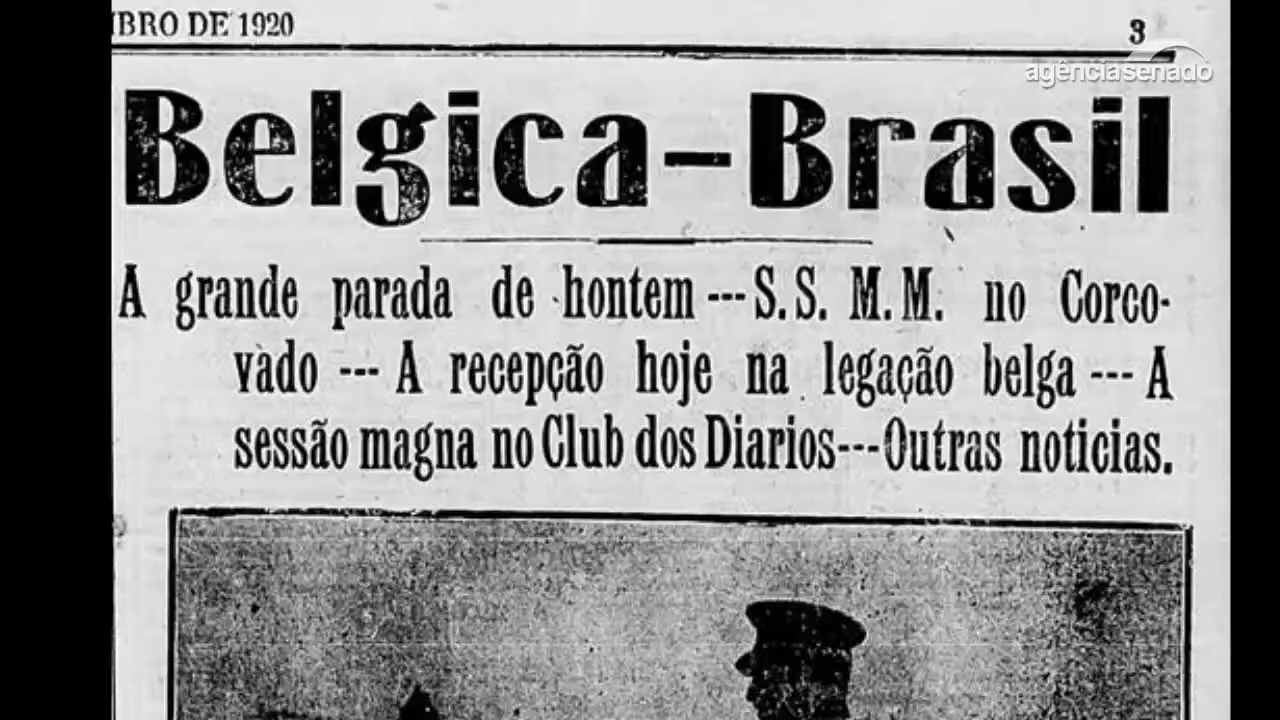 BRO DE 1920
3
agênciasenado
Belgica-Brasil
A grande parada de hontem --- S. S. M. M. no Corco-
vado --- A recepção hoje na legação belga --- A
sessão magna no Club dos Diarios --- Outras noticias.